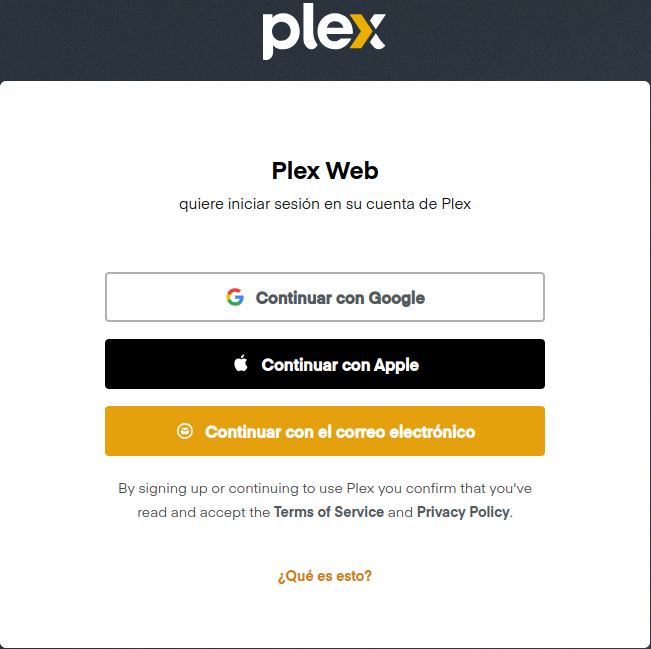 plex
Plex Web
quiere iniciar sesión en su cuenta de Plex
Continuar con Google
Continuar con Apple
Continuar con el correo electrónico
By signing up or continuing to use Plex you confirm that you've
read and accept the Terms of Service and Privacy Policy.
¿Qué es esto?